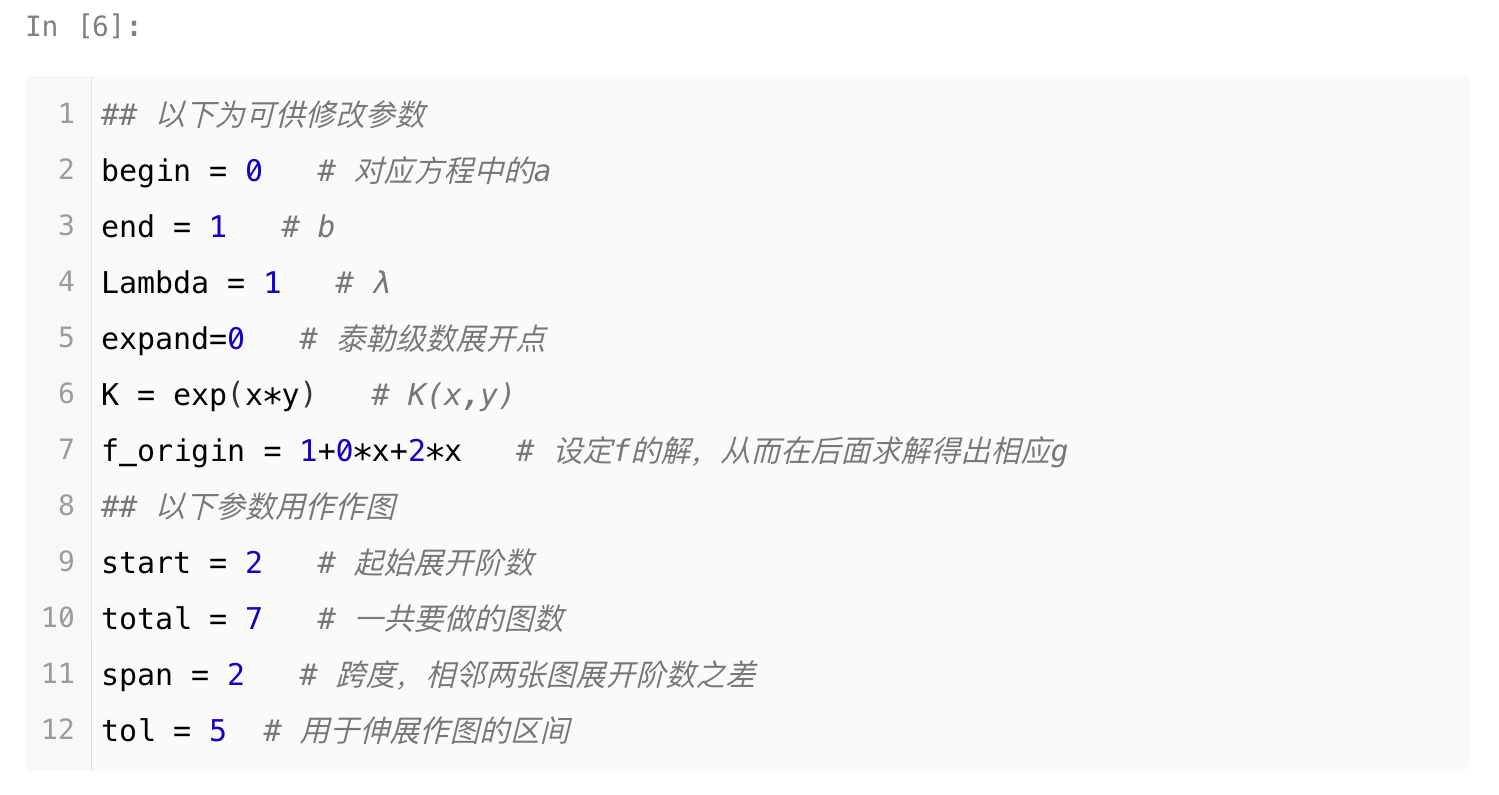 In [6]:
1 ## 以下为可供修改参数
2 begin = 0   # 对应方程中的a
3 end = 1   # b
4 Lambda = 1   # λ
5 expand=0   # 泰勒级数展开点
6 K = exp(x*y)   # K(x,y)
7 f_origin = 1+0*x+2*x   # 设定f的解，从而在后面求解得出相应g
8 ## 以下参数用作作图
9 start = 2   # 起始展开阶数
10 total = 7   # 一共要做的图数
11 span = 2   # 跨度，相邻两张图展开阶数之差
12 tol = 5  # 用于伸展作图的区间